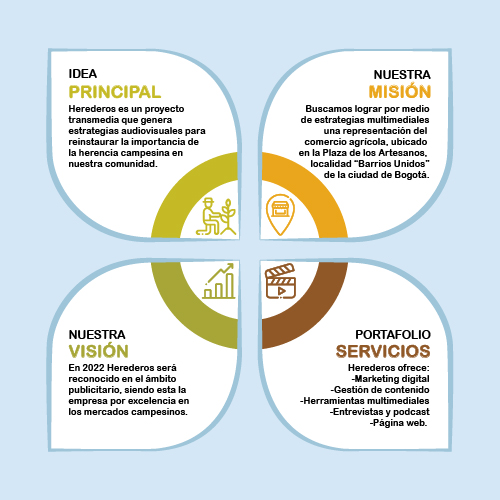 IDEA
PRINCIPAL
Herederos es un proyecto
transmedia que genera
estrategias audiovisuales para
reinstaurar la importancia de
la herencia campesina en
nuestra comunidad.
NUESTRA
MISIÓN
Buscamos lograr por medio
de estrategias multimediales
una representación del
comercio agrícola, ubicado
en la Plaza de los Artesanos,
localidad “Barrios Unidos”
de la ciudad de Bogotá.
NUESTRA
VISIÓN
En 2022 Herederos será
reconocido en el ámbito
publicitario, siendo esta la
empresa por excelencia en
los mercados campesinos.
PORTAFOLIO
SERVICIOS
Herederos ofrece:
-Marketing digital
-Gestión de contenido
-Herramientas multimediales
-Entrevistas y podcast
-Página web.